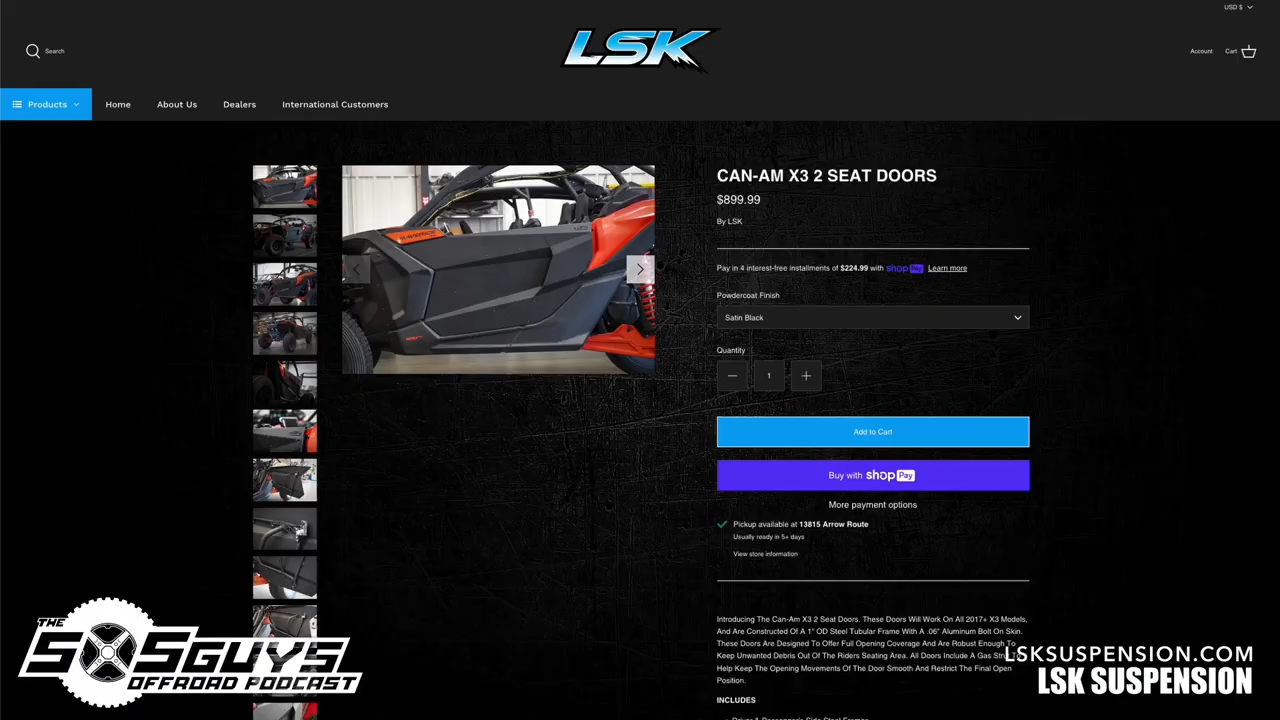 USD $
Search
LSK
Account
Cart
Products
Home
About Us
Dealers
International Customers
CAN-AM X3 2 SEAT DOORS
$899.99
By LSK
Pay in 4 interest-free installments of $224.99 with shop Pay Learn more
Powdercoat Finish
Satin Black
Quantity
1
Add to Cart
Buy with shop Pay
More payment options
Pickup available at 13815 Arrow Route
Usually ready in 5+ days
View store information
Introducing The Can-Am X3 2 Seat Doors. These Doors Will Work On All 2017+ X3 Models,
And Are Constructed Of A 1" OD Steel Tubular Frame With A .06" Aluminum Bolt On Skin.
These Doors Are Designed To Offer Full Opening Coverage And Are Robust Enough To
Keep Unwanted Debris Out Of The Riders Seating Area. All Doors Include A Gas
Help Keep The Opening Movements Of The Door Smooth And Restrict The Final Open
Position.
INCLUDES
THE
SXSGUYS
OFFROAD PODCAST
LSKSUSPENSION.COM
LSK SUSPENSION